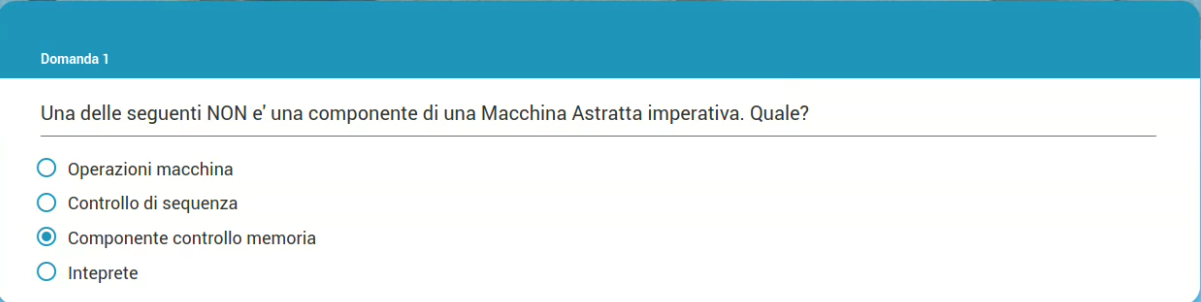 Domanda 1
Una delle seguenti NON e' una componente di una Macchina Astratta imperativa. Quale?
Operazioni macchina
Controllo di sequenza
Componente controllo memoria
Inteprete